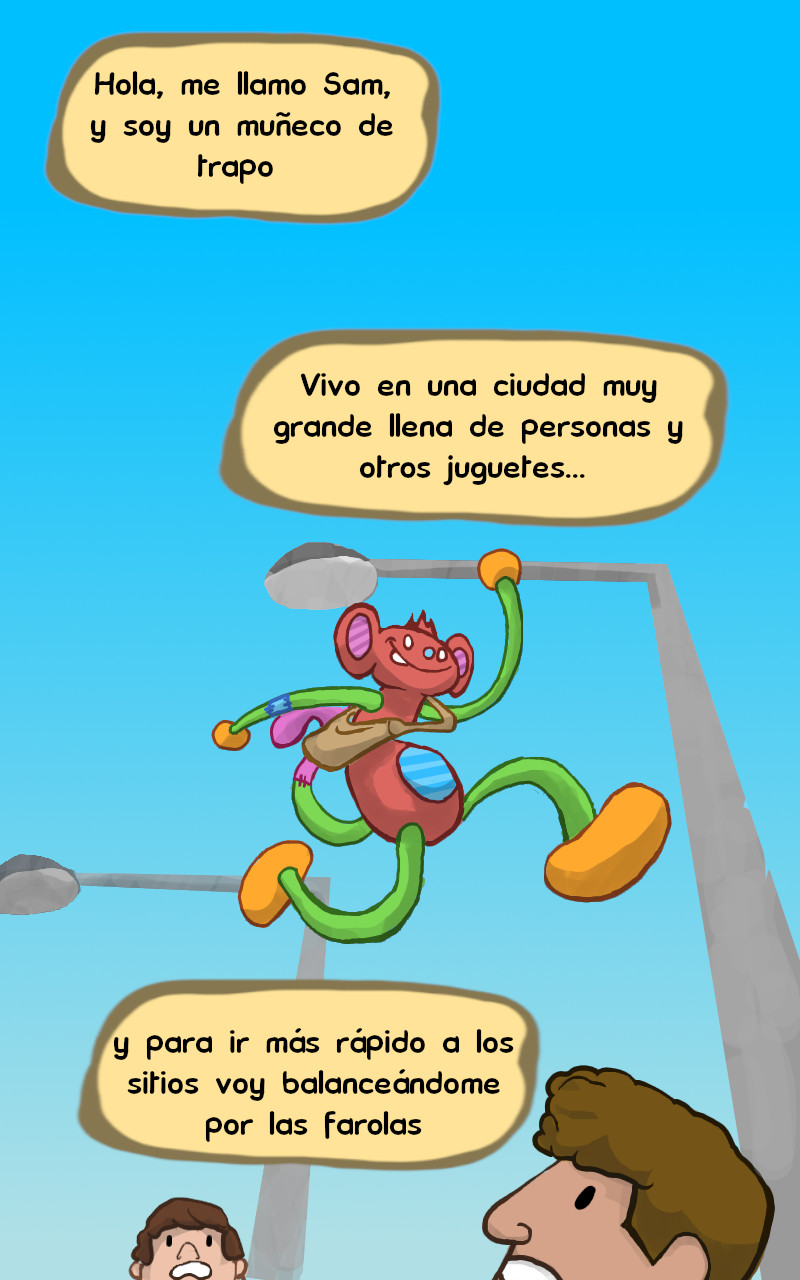 Hola, me llamo Sam,
y soy un muñeco de
trapo
Vivo en una ciudad muy
grande llena de personas y
otros juguetes...
y para ir más rápido a los
sitios voy balanceándome
por las farolas